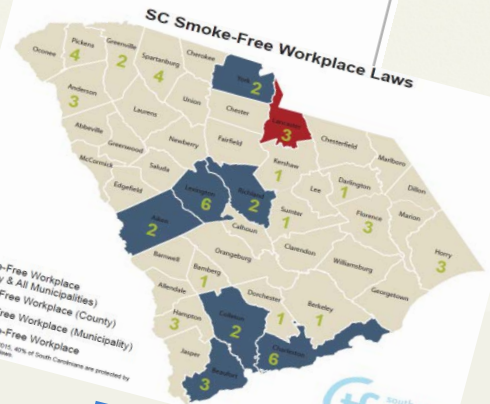 SC Smoke-Free Workplace Laws
Oconee
Pickens
4
Greenville
2
Spartanburg
4
Cherokee
York
2
Anderson
3
Laurens
Union
Chester
Lancaster
3
Chesterfield
Marlboro
Abbeville
Greenwood
Newberry
Fairfield
Kershaw
1
Darlington
1
Dillon
McCormick
Saluda
Lee
Edgefield
Lexington
6
Richland
2
Sumter
1
Florence
3
Marion
Aiken
2
Calhoun
Clarendon
Horry
3
Barnwell
Orangeburg
Williamsburg
Bamberg
1
Allendale
Dorchester
1
Berkeley
1
Georgetown
Hampton
3
Colleton
2
Charleston
6
Jasper
Beaufort
3
-Free Workplace
y & All Municipalities)
Free Workplace (County)
Free Workplace (Municipality)
-Free Workplace
2015, 40% of South Carolinians are protected by
laws